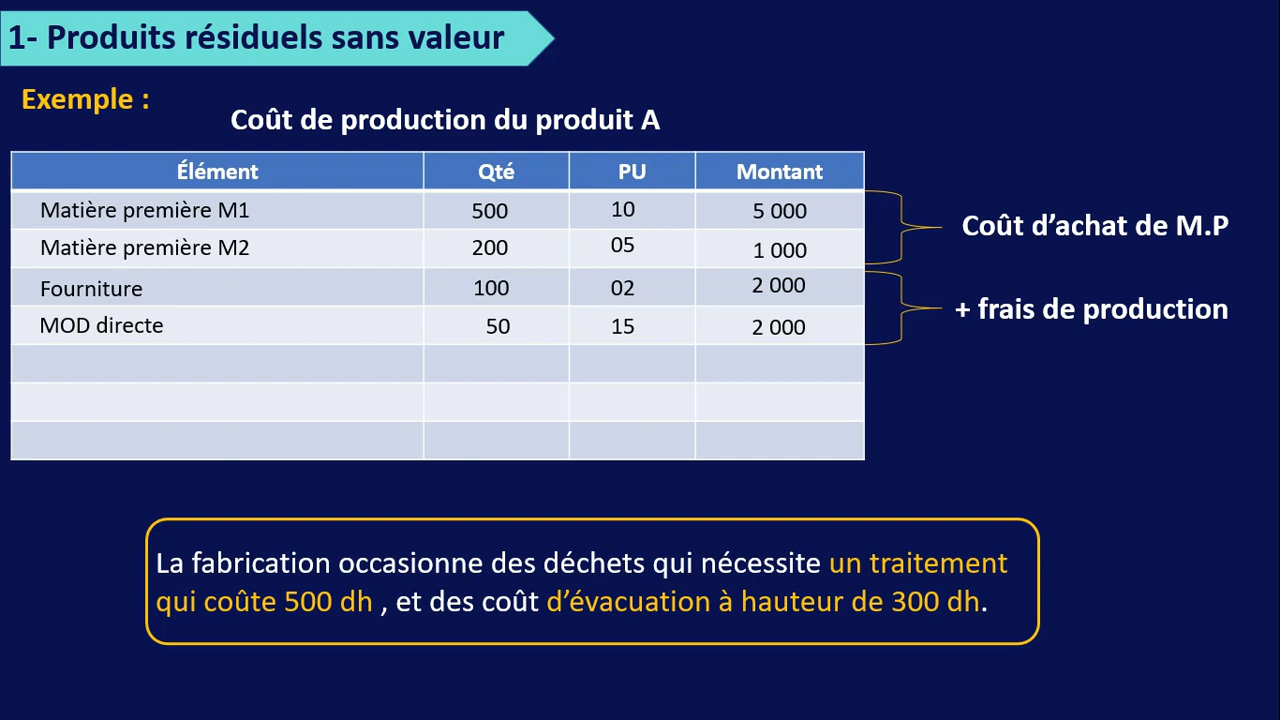 1- Produits résiduels sans valeur
Exemple :
Coût de production du produit A
Élément Qté PU Montant
Matière première M1 500 10 5 000
Matière première M2 200 05 1 000
Fourniture 100 02 2 000
MOD directe 50 15 2 000
Coût d’achat de M.P
+ frais de production
La fabrication occasionne des déchets qui nécessite un traitement
qui coûte 500 dh , et des coût d’évacuation à hauteur de 300 dh.